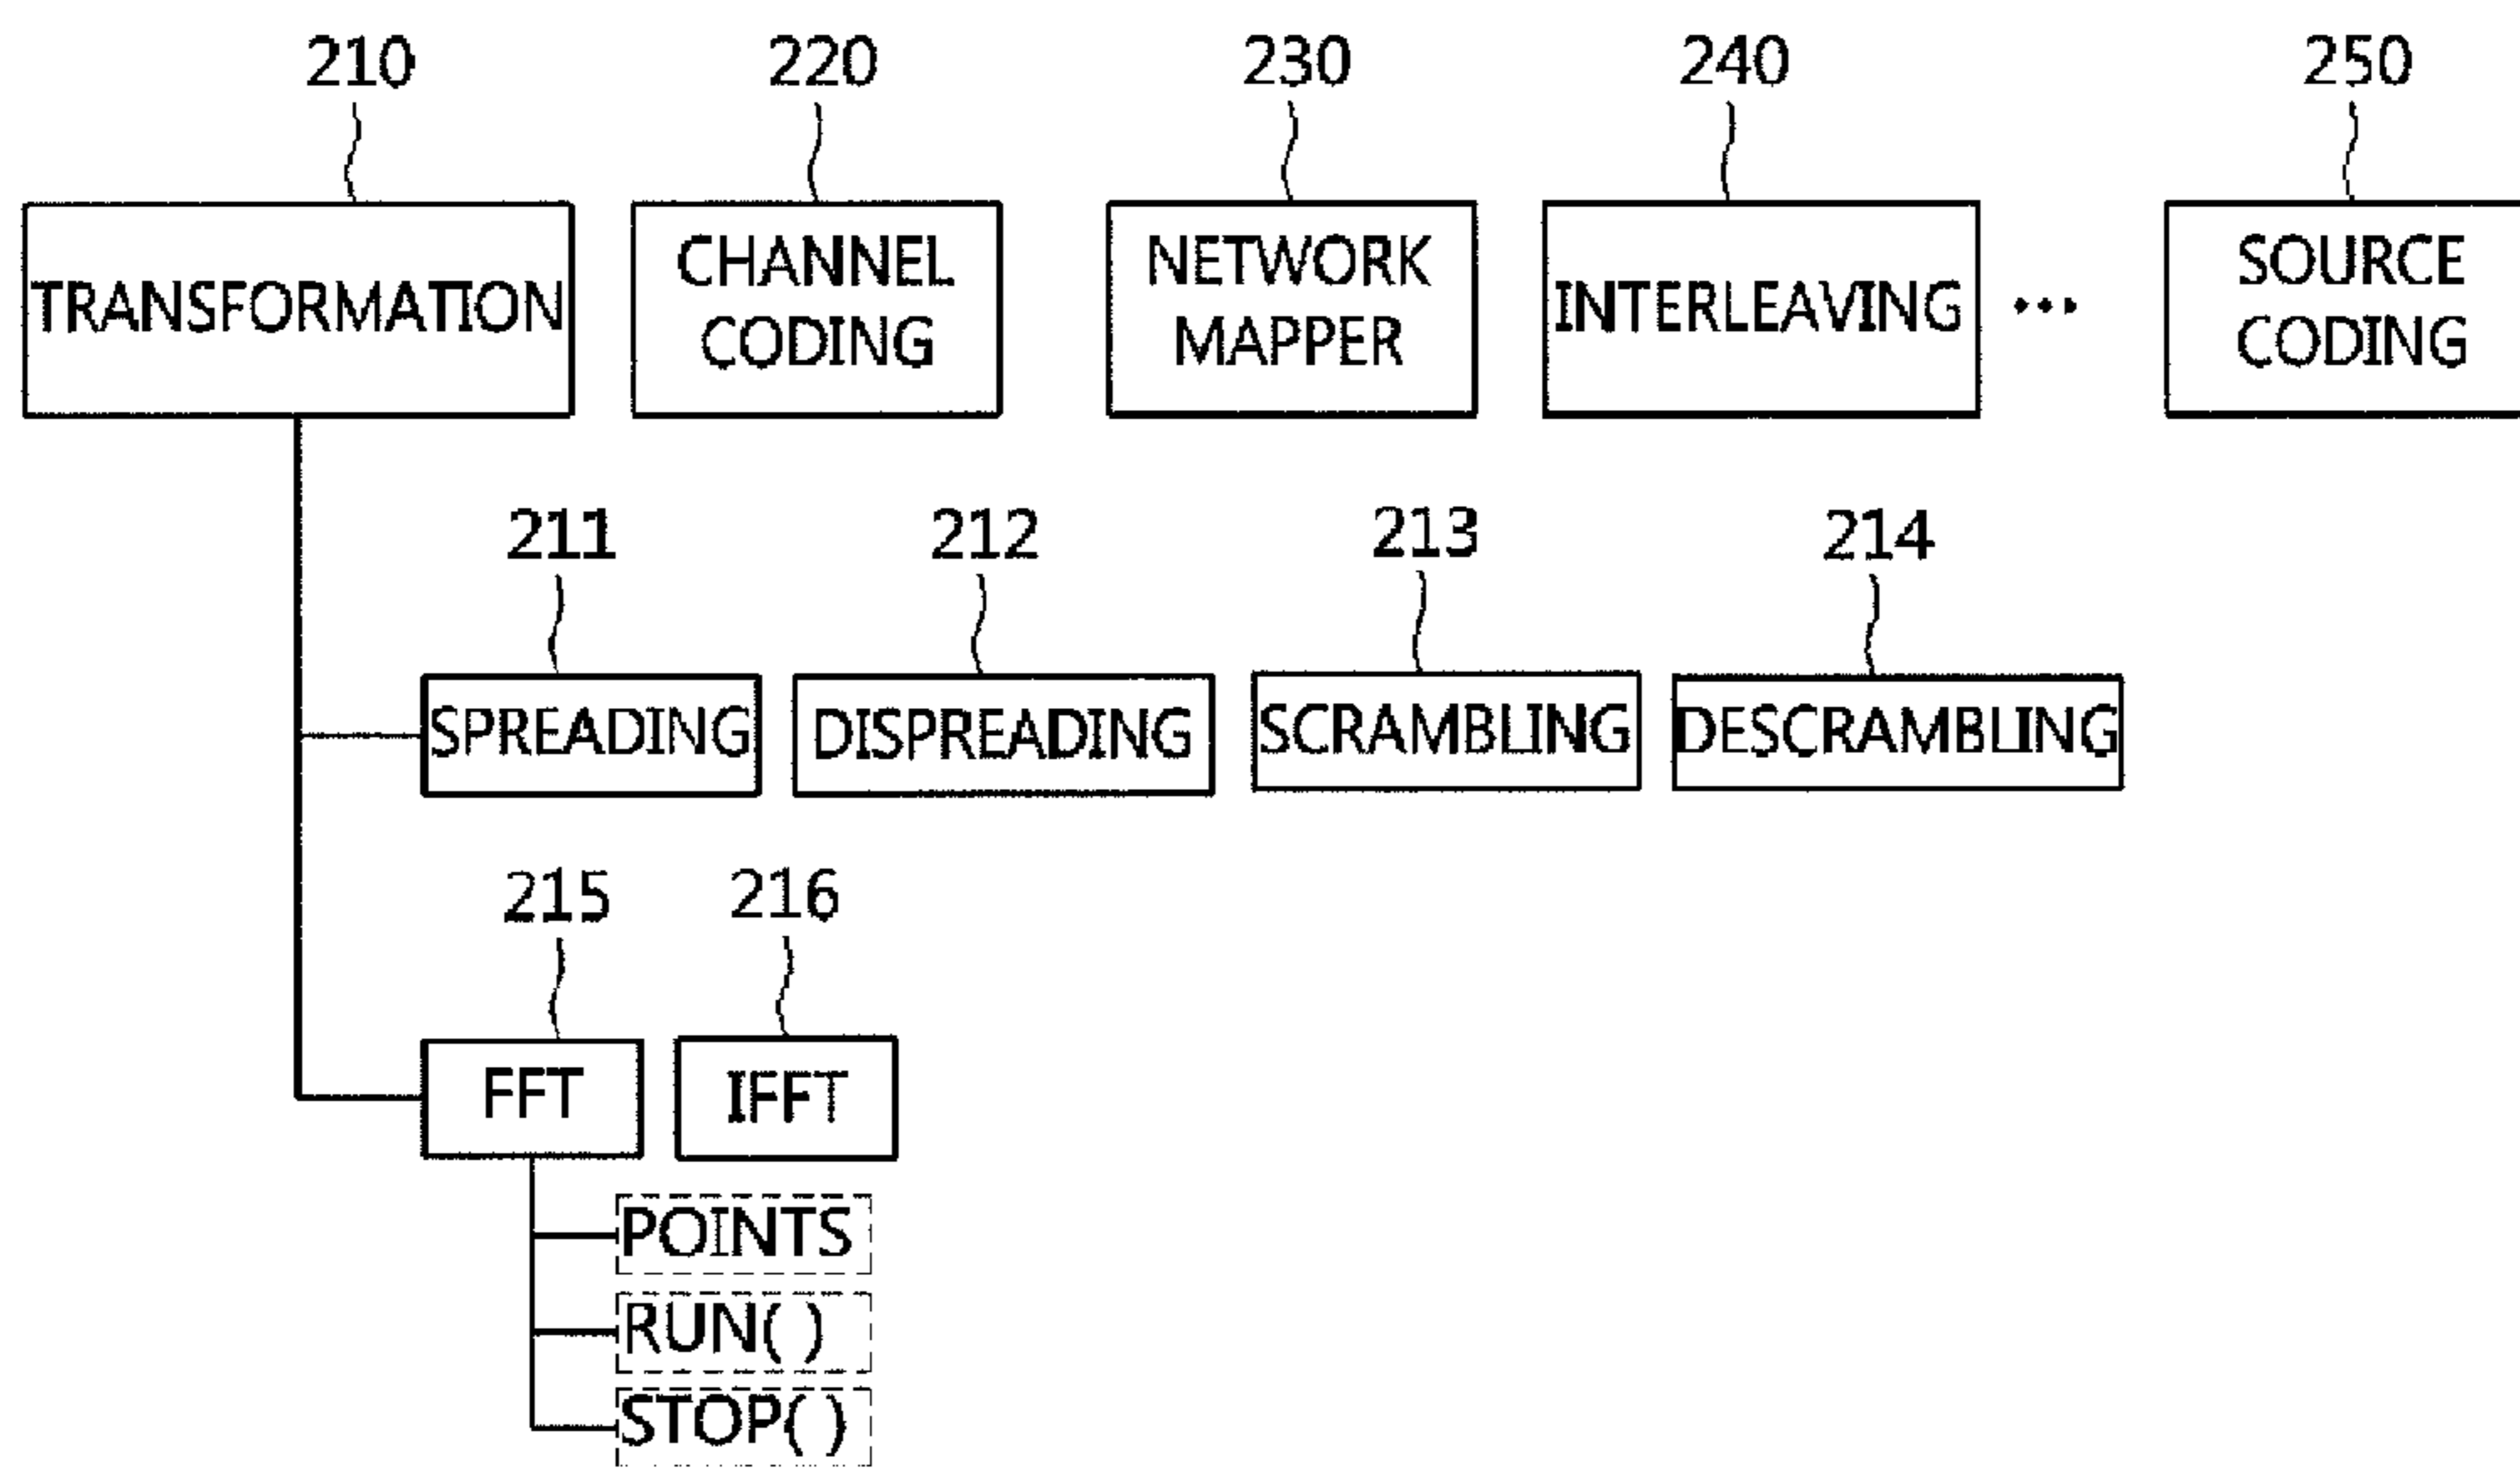 210 220 230 240 250
TRANSFORMATION
CHANNEL
CODING
NETWORK
MAPPER
INTERLEAVING
•••
SOURCE
CODING
211 212 213 214
SPREADING DISPREADING SCRAMBLING DESCRAMBLING
215 216
FFT IFFT
POINTS
RUN( )
STOP( )